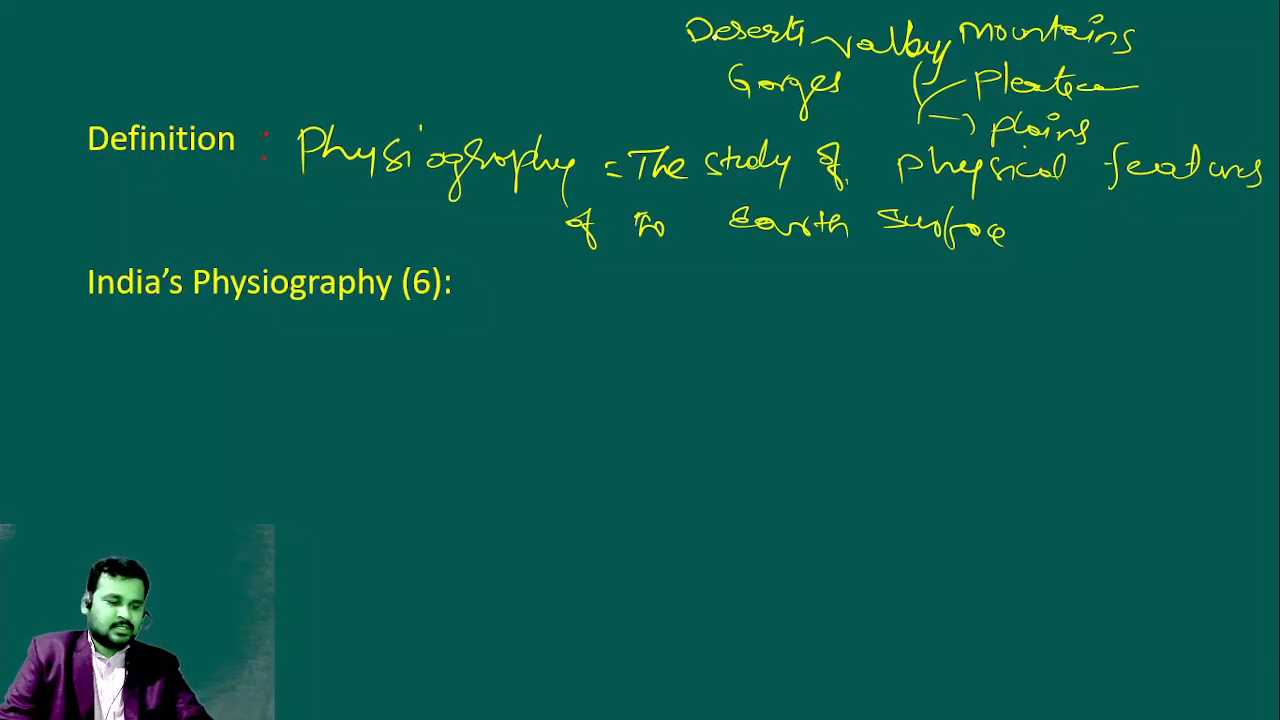 Deserts valley mountains
Gorges Plateau
plains
Definition : Physiography = The study of physical features
of the Earth Surface
India's Physiography (6):